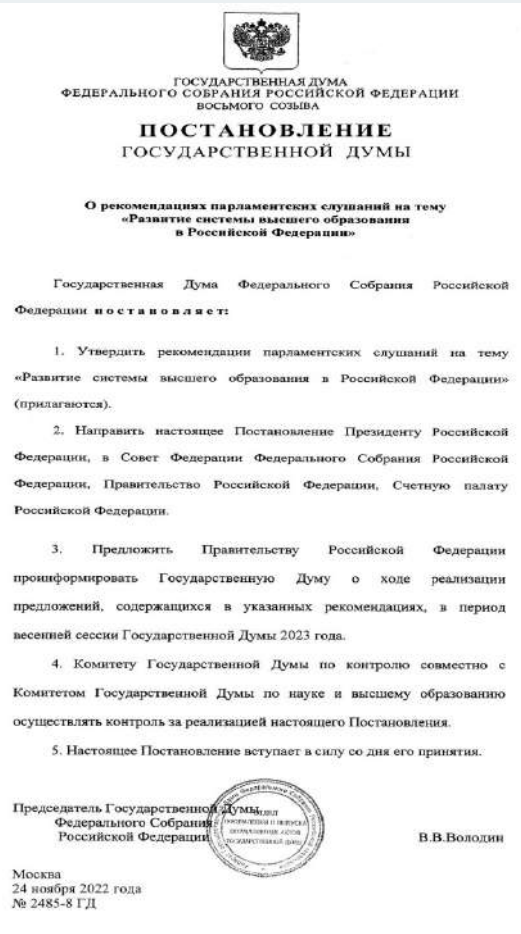 ГОСУДАРСТВЕННАЯ ДУМА
ФЕДЕРАЛЬНОГО СОБРАНИЯ РОССИЙСКОЙ ФЕДЕРАЦИИ
ВОСЬМОГО СОЗЫВА
ПОСТАНОВЛЕНИЕ
ГОСУДАРСТВЕННОЙ ДУМЫ
О рекомендациях парламентских слушаний на тему
«Развитие системы высшего образования
в Российской Федерации»
Государственная Дума Федерального Собрания Российской
Федерации постановляет:
1. Утвердить рекомендации парламентских слушаний на тему
«Развитие системы высшего образования в Российской Федерации»
(прилагаются).
2. Направить настоящее Постановление Президенту Российской
Федерации, в Совет Федерации Федерального Собрания Российской
Федерации, Правительство Российской Федерации, Счетную палату
Российской Федерации.
3. Предложить Правительству Российской Федерации
проинформировать Государственную Думу о ходе реализации
предложений, содержащихся в указанных рекомендациях, в период
весенней сессии Государственной Думы 2023 года.
4. Комитету Государственной Думы по контролю совместно с
Комитетом Государственной Думы по науке и высшему образованию
осуществлять контроль за реализацией настоящего Постановления.
5. Настоящее Постановление вступает в силу со дня его принятия.
Председатель Государственной Думы
Федерального Собрания
Российской Федерации
В.В.Володин
Москва
24 ноября 2022 года
№ 2485-8 ГД